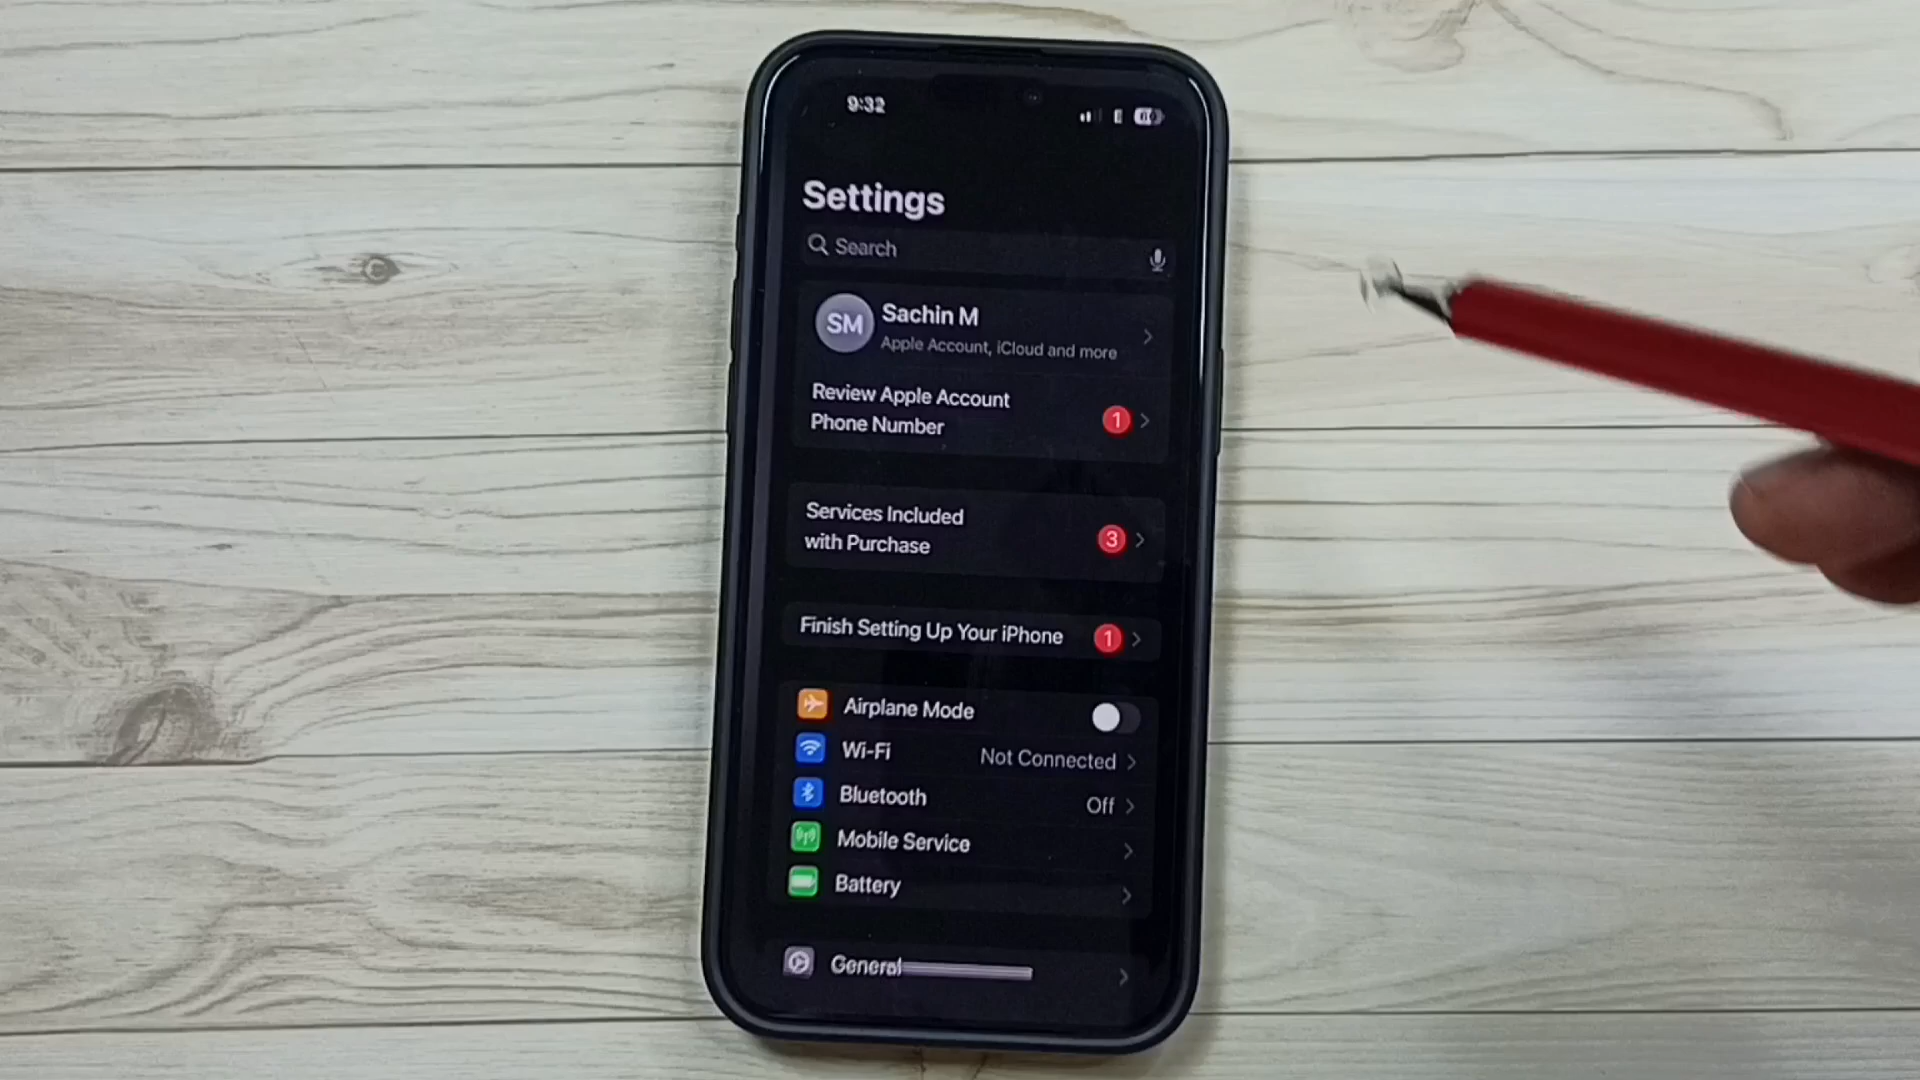 9:32
Settings
Search
SM
Sachin M
Apple Account, iCloud and more
Review Apple Account
Phone Number
1
Services Included
with Purchase
3
Finish Setting Up Your iPhone
1
Airplane Mode
Wi-Fi Not Connected
Bluetooth Off
Mobile Service
Battery
General